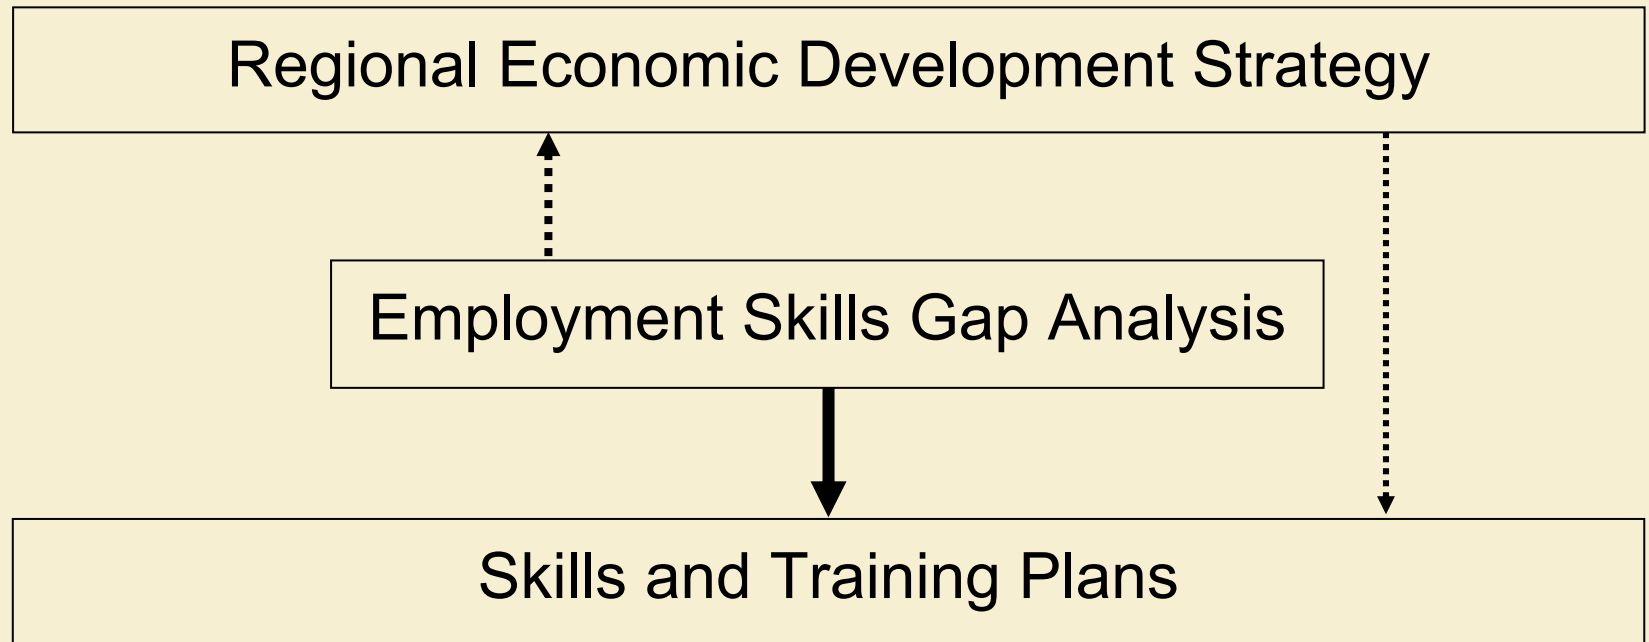 Regional Economic Development Strategy
Employment Skills Gap Analysis
Skills and Training Plans